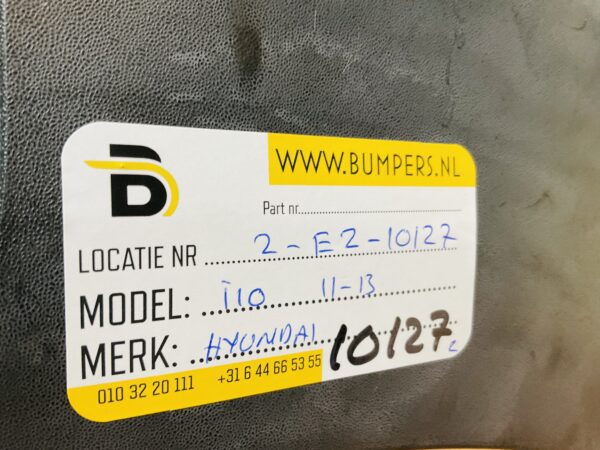 WWW.BUMPERS.NL
Part nr
LOCATIE NR 2-E2-10127
MODEL: i10 11-13
MERK: HYUNDAI 10127
010 32 20 111 +31 6 44 66 53 55